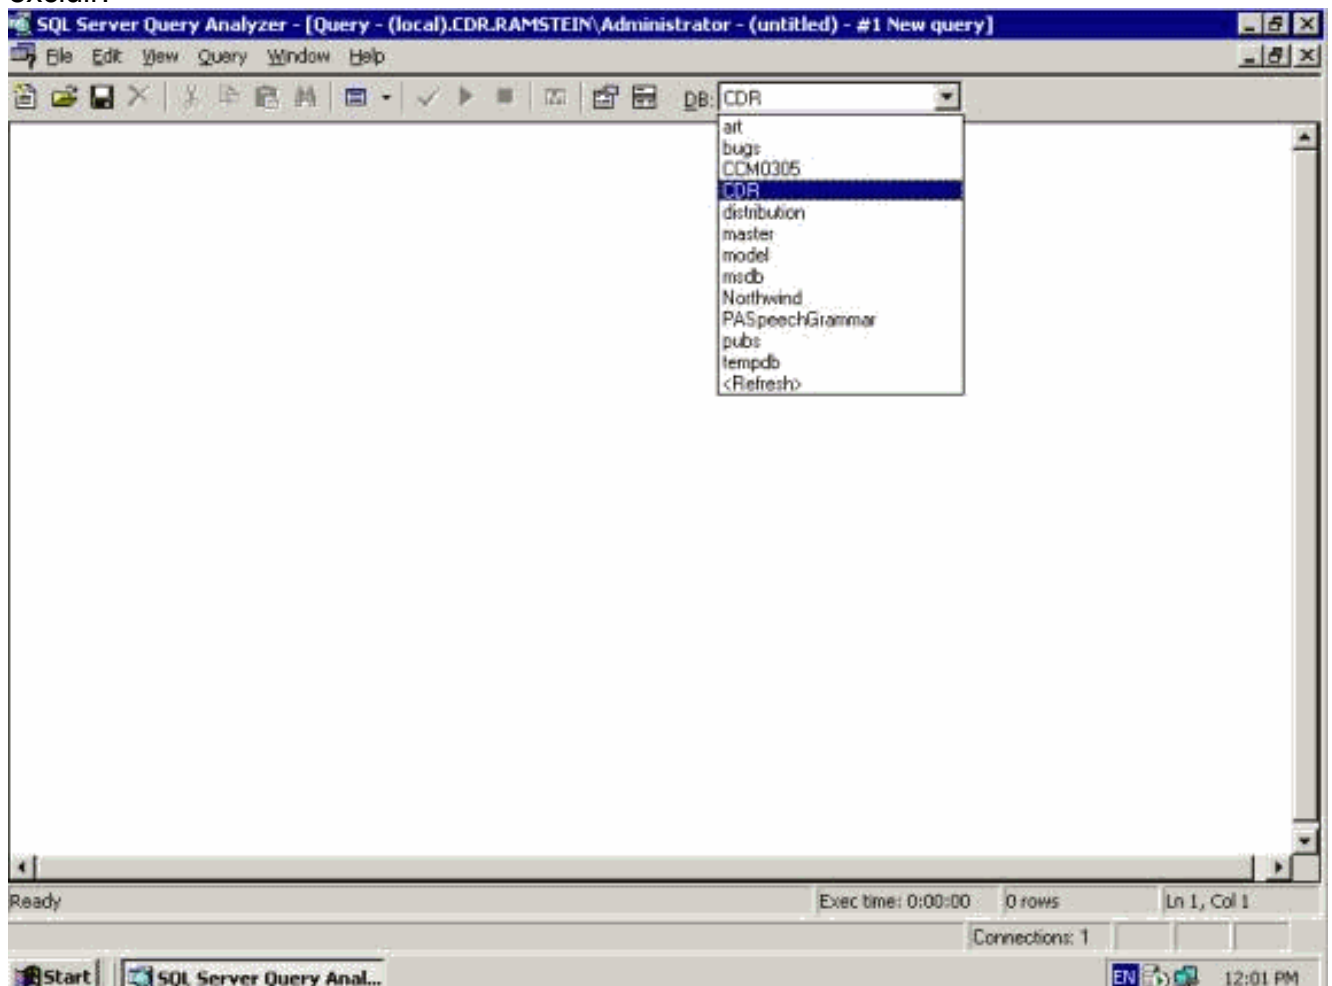 excluir.
SQL Server Query Analyzer - [Query - (local).CDR.RAMSTEIN\Administrator - (untitled) - #1 New query]
File Edit View Query Window Help
DB: CDR
art
bugs
CCM0305
CDR
distribution
master
model
msdb
Northwind
PASpeechGrammar
pubs
tempdb
<Refresh>
Ready Exec time: 0:00:00 0 rows Ln 1, Col 1
Connections: 1
Start SQL Server Query Anal... EN 12:01 PM